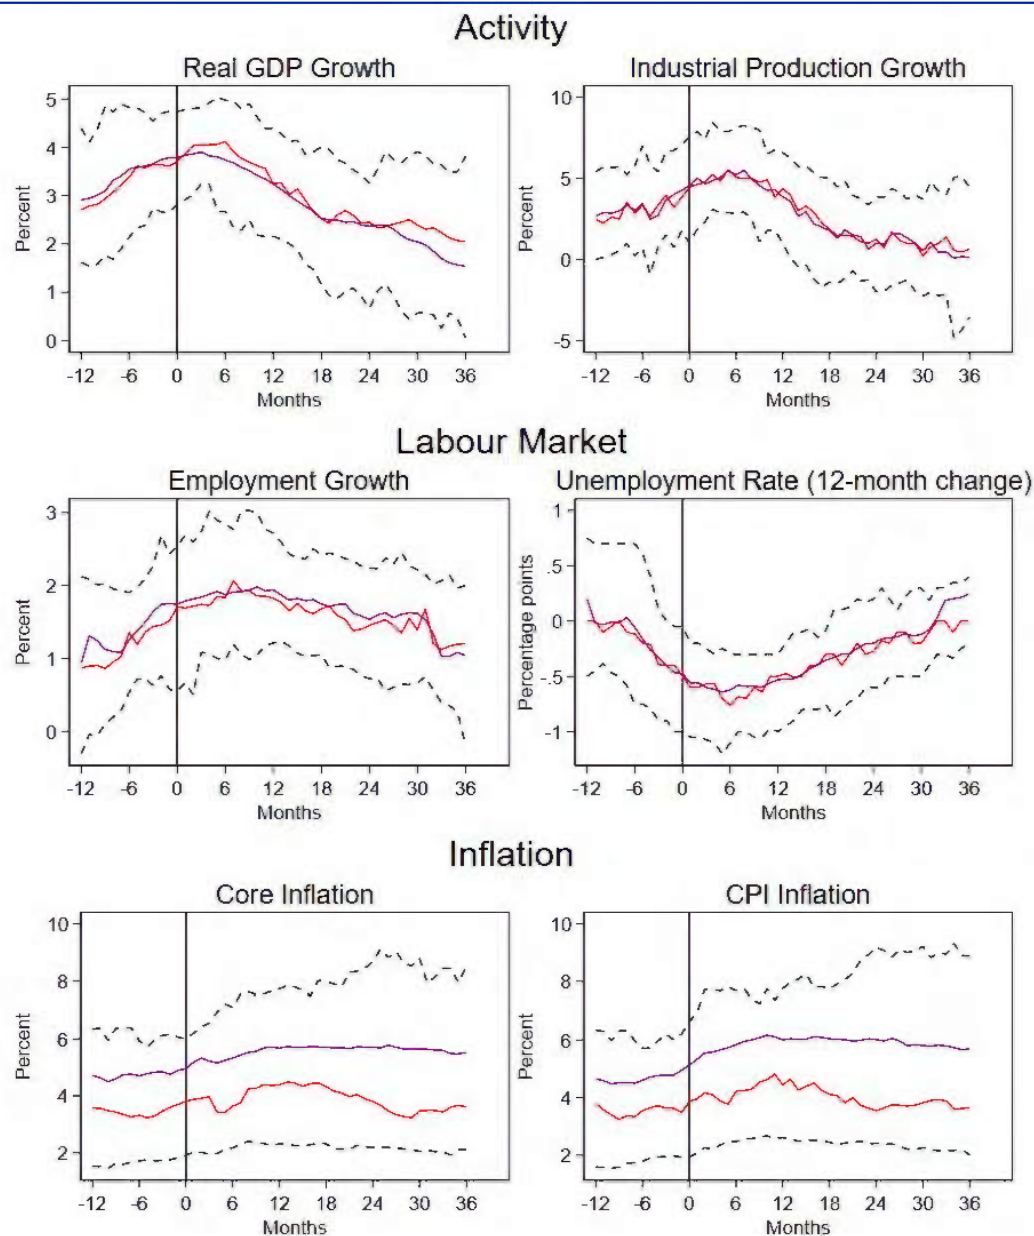 Activity
Real GDP Growth
Industrial Production Growth
5
4
3
2
1
0
Percent
-12 -6 0 6 12 18 24 30 36
Months
10
5
0
-5
Percent
-12 -6 0 6 12 18 24 30 36
Months
Labour Market
Employment Growth
Unemployment Rate (12-month change)
3
2
1
0
Percent
-12 -6 0 6 12 18 24 30 36
Months
1
.5
0
-.5
-1
Percentage points
-12 -6 0 6 12 18 24 30 36
Months
Inflation
Core Inflation
CPI Inflation
10
8
6
4
2
Percent
-12 -6 0 6 12 18 24 30 36
Months
10
8
6
4
2
Percent
-12 -6 0 6 12 18 24 30 36
Months